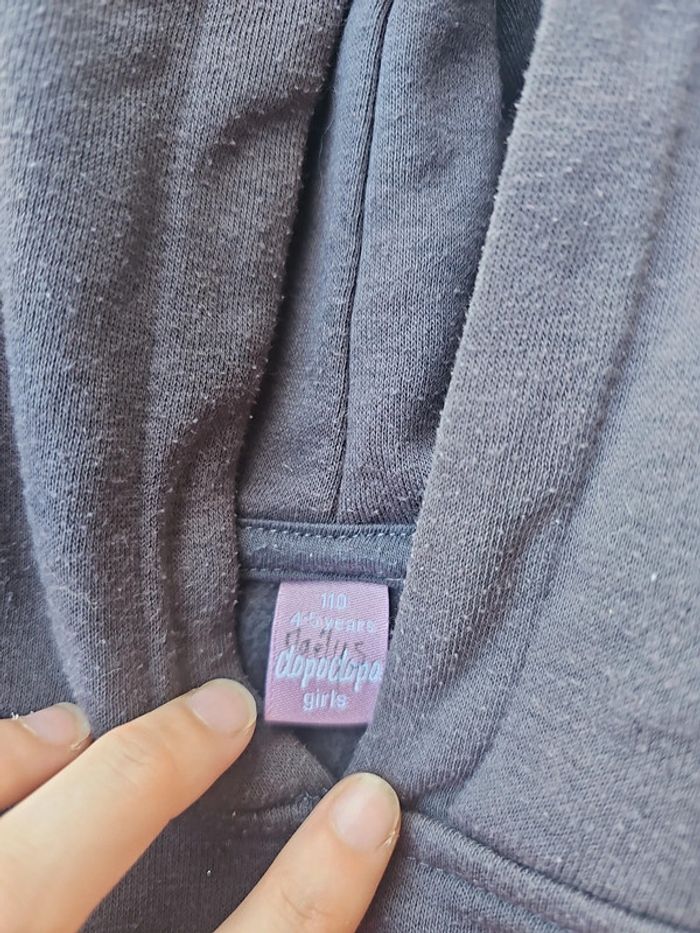 110
4-5 years
dopodopo
girls